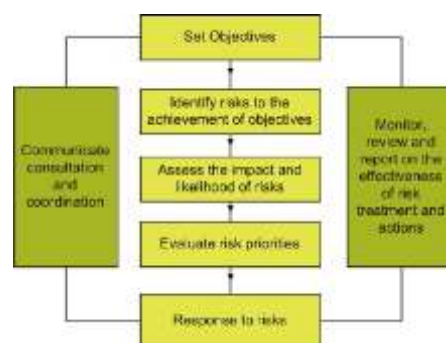 Set Objectives
Identify risks to the
achievement of objectives
Assess the impact and
likelihood of risks
Evaluate risk priorities
Response to risks
Communicate
consultation
and
coordination
Monitor,
review and
report on the
effectiveness
of risk
treatment and
actions